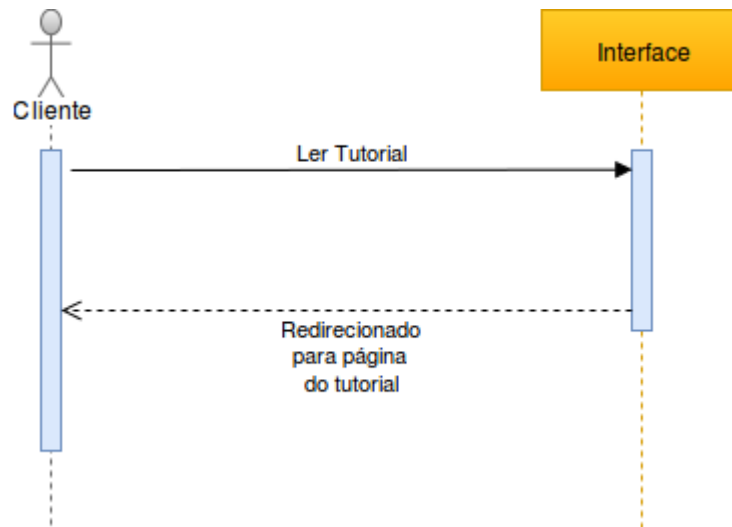 Interface
Cliente
Ler Tutorial
Redirecionado
para página
do tutorial